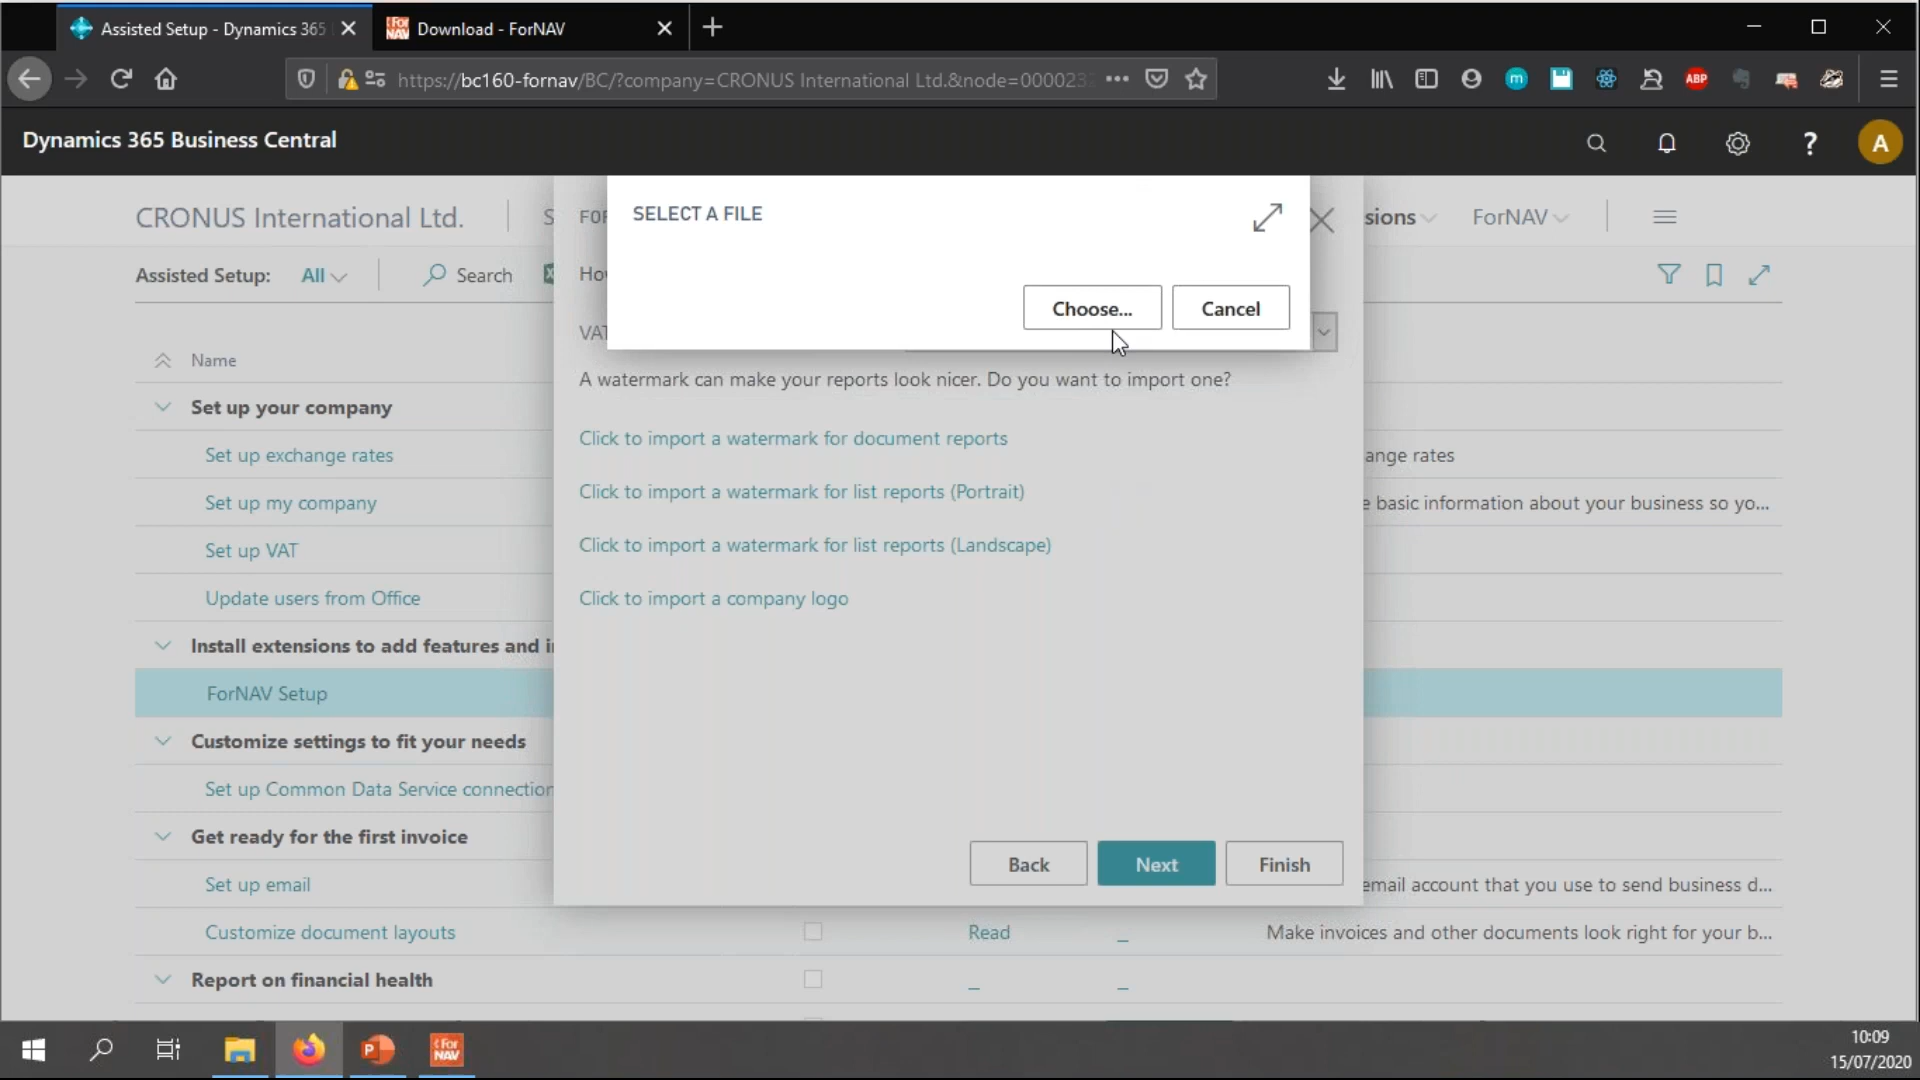 Assisted Setup - Dynamics 365
Download - ForNAV
https://bc160-fornav/BC/?company=CRONUS International Ltd.&node=000023
ABP
Dynamics 365 Business Central
A
CRONUS International Ltd.
S
FOR
SELECT A FILE
sions
ForNAV
Assisted Setup:
All
Search
How
Choose...
Cancel
VAT
Name
A watermark can make your reports look nicer. Do you want to import one?
Set up your company
Click to import a watermark for document reports
Set up exchange rates
ange rates
Click to import a watermark for list reports (Portrait)
Set up my company
e basic information about your business so yo...
Set up VAT
Click to import a watermark for list reports (Landscape)
Update users from Office
Click to import a company logo
Install extensions to add features and i
ForNAV Setup
Customize settings to fit your needs
Set up Common Data Service connection
Get ready for the first invoice
Back
Next
Finish
Set up email
email account that you use to send business d...
Customize document layouts
Read
_
Make invoices and other documents look right for your b...
Report on financial health
_
_
For NAV
10:09
15/07/2020